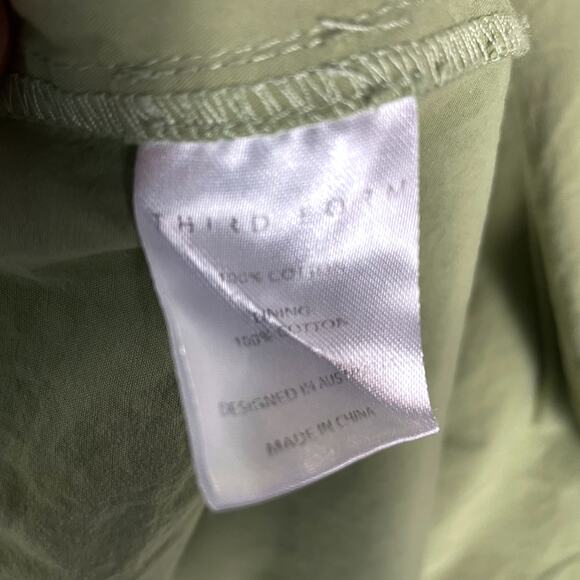 THIRD FORM
100% COTTON
LINING:
100% COTTON
DESIGNED IN AUSTRALIA
MADE IN CHINA